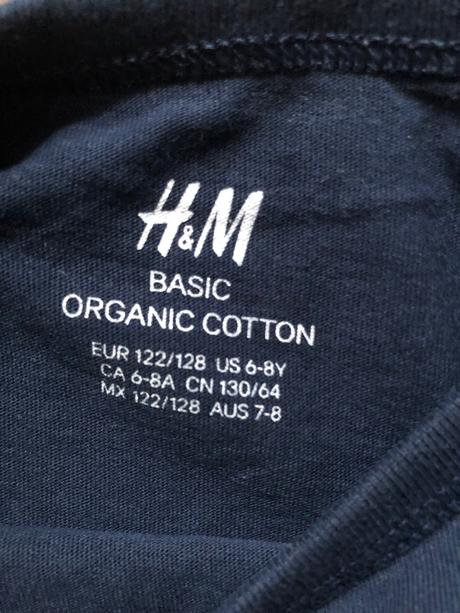 H&M
BASIC
ORGANIC COTTON
EUR 122/128 US 6-8Y
CA 6-8A CN 130/64
MX 122/128 AUS 7-8